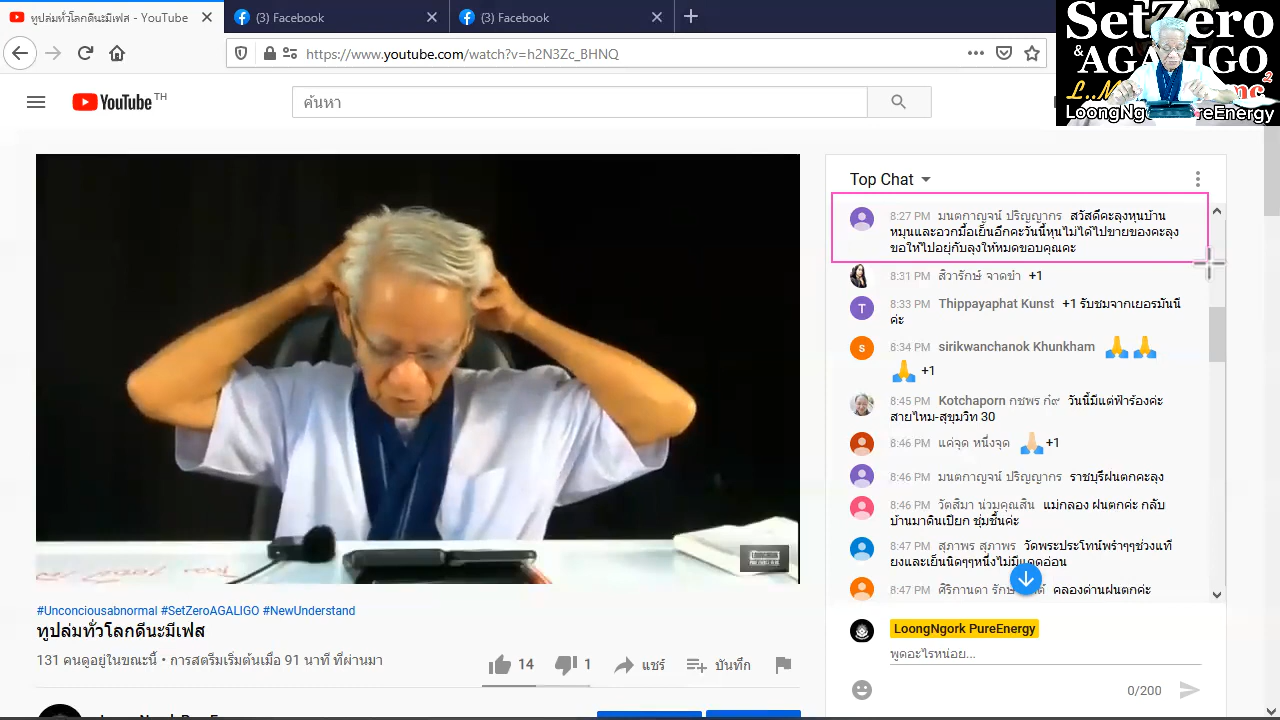 ทูปล่มทั่วโลกดีนะมีเฟส - YouTube
(3) Facebook
(3) Facebook
https://www.youtube.com/watch?v=h2N3Zc_BHNQ
SetZero
&
AGALIGO
LoongNg PureEnergy
YouTube TH
ค้นหา
Top Chat
8:27 PM มนตกาญจน์ ปริญญากร สวัสดีคะลุงหุนบ้าน
หมุนและอวกมือเย็นอีกคะวันนี้หุนไม่ได้ไปขายของคะลุง
ขอให้ไปอยู่กับลุงให้หมดขอบคุณคะ
8:31 PM สิวารักษ์ จาดขำ +1
8:33 PM Thippayaphat Kunst +1 รับชมจากเยอรมันนี
ค่ะ
8:34 PM sirikwanchanok Khunkham 🙏 🙏
🙏 +1
8:45 PM Kotchaporn กชพร ก๋๙ วันนี้มีแต่ฟ้าร้องค่ะ
สายไหม-สุขุมวิท 30
8:46 PM แค่จุด หนึ่งจุด 🙏🏻+1
8:46 PM มนตกาญจน์ ปริญญากร ราชบุรีฝนตกคะลุง
8:46 PM วัดสิมา น่วมคุณสิน แม่กลอง ฝนตกค่ะ กลับ
บ้านมาดินเปียก ชุ่มชื้นค่ะ
8:47 PM สุภาพร สุภาพร วัดพระประโทนพรำๆๆช่วงแที
ยงและเย็นนิดๆๆหนึ่งไม่มีแดดอ่อน
8:47 PM ศิริกานดา คลองด่านฝนตกค่ะ
#Unconciousabnormal #SetZeroAGALIGO #NewUnderstand
ทูปล่มทั่วโลกดีนะมีเฟส
131 คนดูอยู่ในขณะนี้ • การสตรีมเริ่มต้นเมื่อ 91 นาที ที่ผ่านมา
14
1
แชร์
บันทึก
LoongNgork PureEnergy
พูดอะไรหน่อย...
0/200